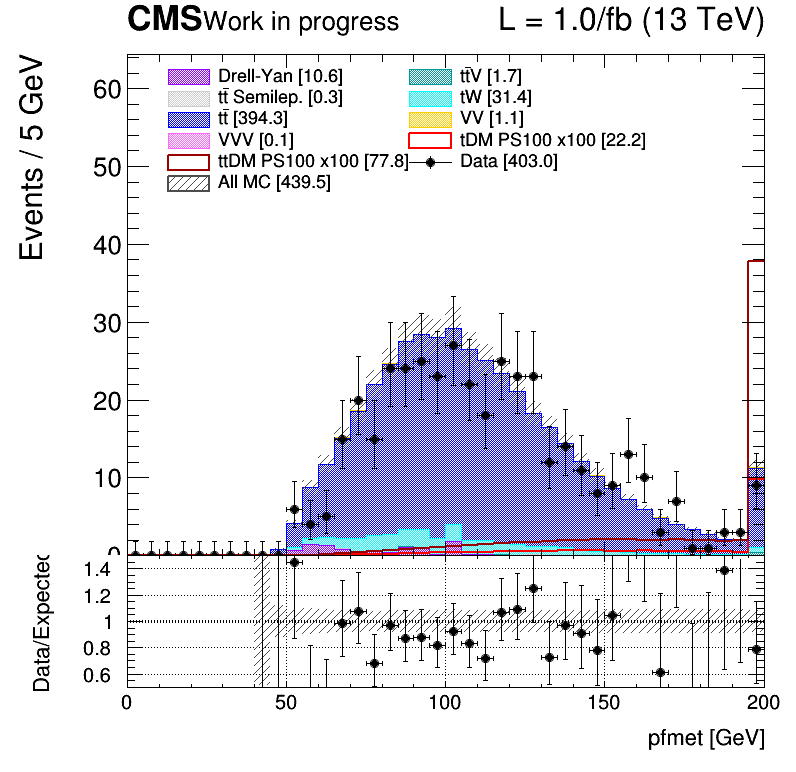 CMS Work in progress L = 1.0/fb (13 TeV)
Events / 5 GeV
60
50
40
30
20
10
0
Drell-Yan [10.6] tt̄V [1.7]
tt̄ Semilep. [0.3] tW [31.4]
tt̄ [394.3] VV [1.1]
VVV [0.1] tDM PS100 x100 [22.2]
ttDM PS100 x100 [77.8] Data [403.0]
All MC [439.5]
Data/Expected
1.4
1.2
1
0.8
0.6
0 50 100 150 200
pfmet [GeV]